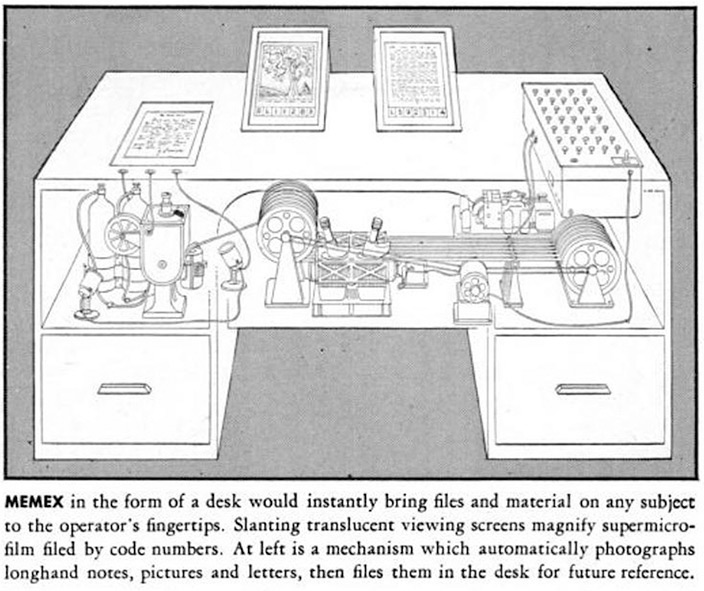 MEMEX in the form of a desk would instantly bring files and material on any subject
to the operator's fingertips. Slanting translucent viewing screens magnify supermicro-
film filed by code numbers. At left is a mechanism which automatically photographs
longhand notes, pictures and letters, then files them in the desk for future reference.